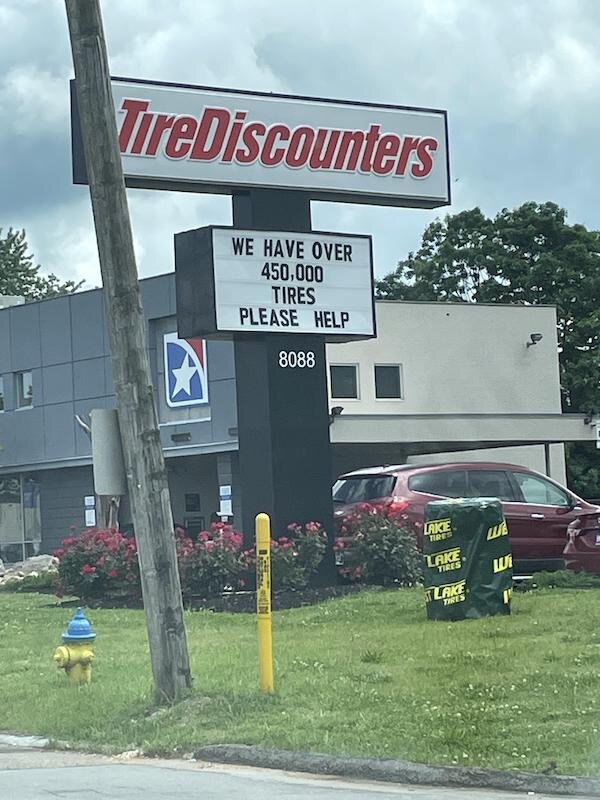 TireDiscounters
WE HAVE OVER
450,000
TIRES
PLEASE HELP
8088
LAKE
TIRES
LAKE
TIRES
LAKE
TIRES